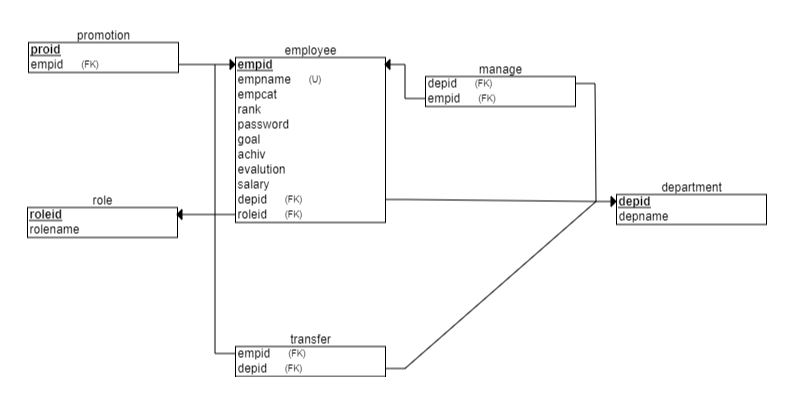 promotion
proid
empid (FK)
employee
empid
empname (U)
empcat
rank
password
goal
achiv
evalution
salary
depid (FK)
roleid (FK)
manage
depid (FK)
empid (FK)
role
roleid
rolename
department
depid
depname
transfer
empid (FK)
depid (FK)